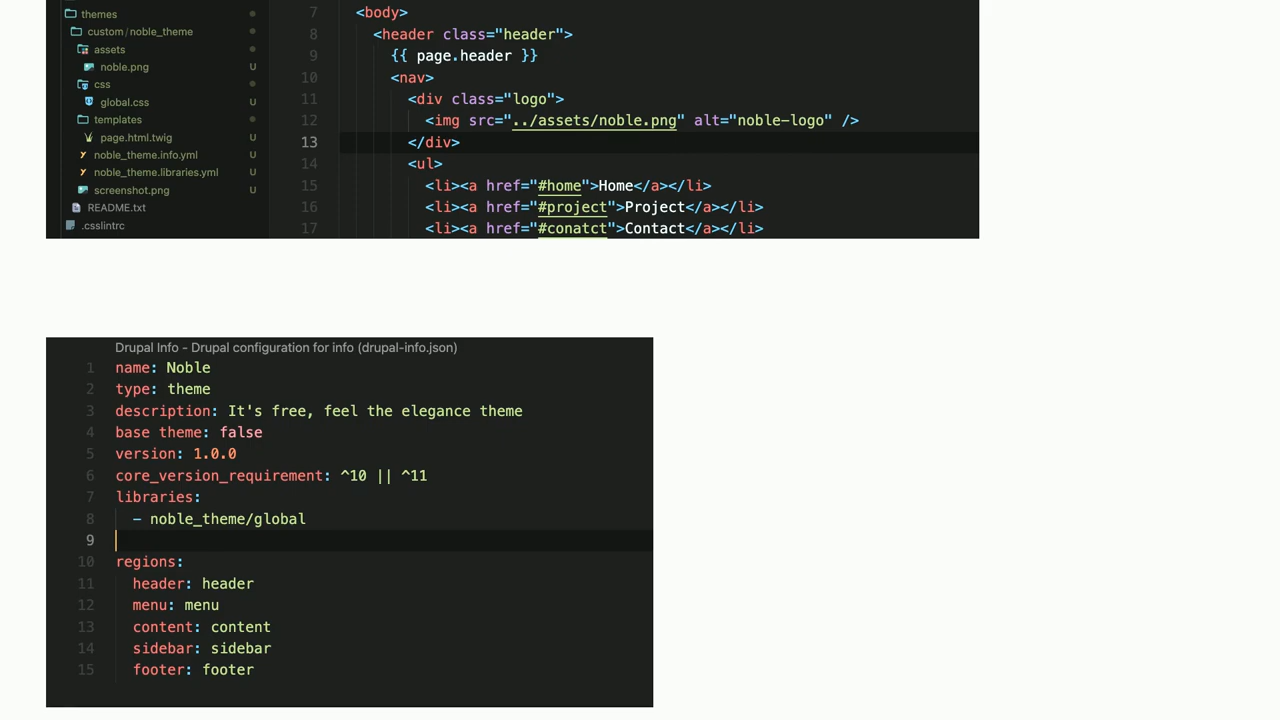 themes
custom/noble_theme
assets
noble.png U
css
global.css U
templates
page.html.twig U
noble_theme.info.yml U
noble_theme.libraries.yml U
screenshot.png U
README.txt
.csslintrc
7 <body>
8 <header class="header">
9 {{ page.header }}
10 <nav>
11 <div class="logo">
12 <img src="../assets/noble.png" alt="noble-logo" />
13 </div>
14 <ul>
15 <li><a href="#home">Home</a></li>
16 <li><a href="#project">Project</a></li>
17 <li><a href="#conatct">Contact</a></li>
Drupal Info - Drupal configuration for info (drupal-info.json)
1 name: Noble
2 type: theme
3 description: It's free, feel the elegance theme
4 base theme: false
5 version: 1.0.0
6 core_version_requirement: ^10 || ^11
7 libraries:
8 - noble_theme/global
9
10 regions:
11 header: header
12 menu: menu
13 content: content
14 sidebar: sidebar
15 footer: footer